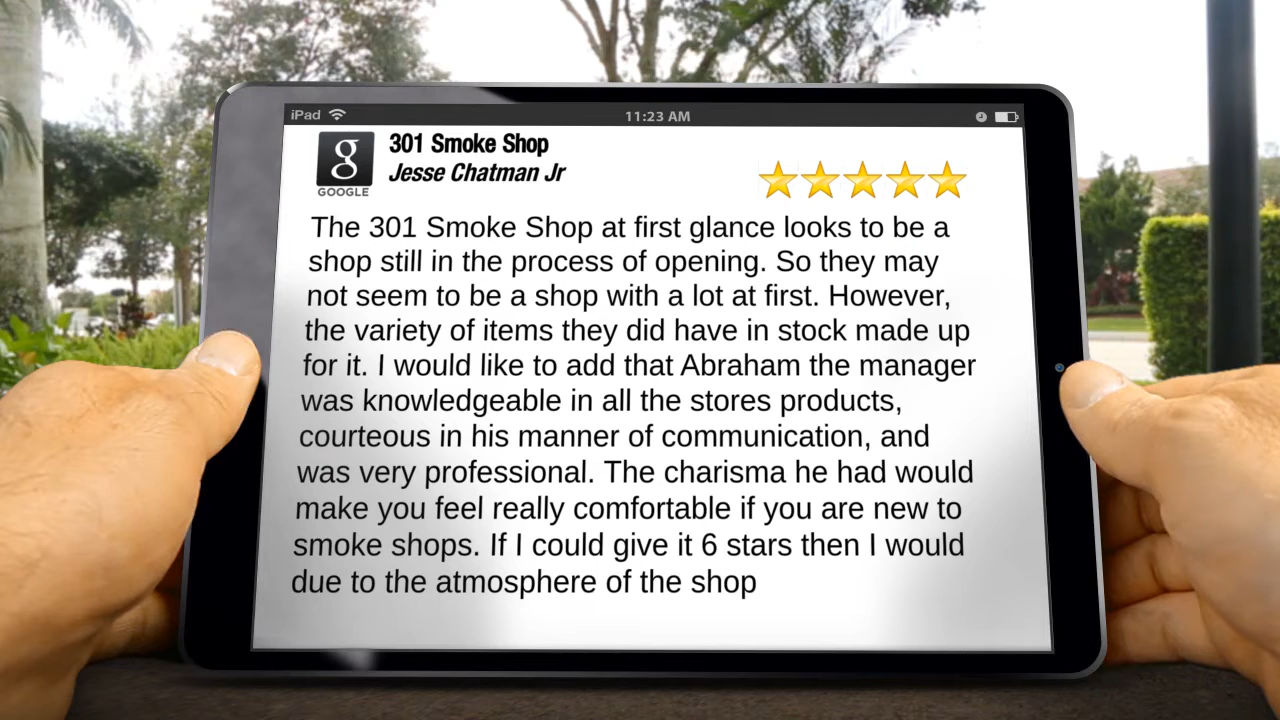 iPad
11:23 AM
g
GOOGLE
301 Smoke Shop
Jesse Chatman Jr
The 301 Smoke Shop at first glance looks to be a
shop still in the process of opening. So they may
not seem to be a shop with a lot at first. However,
the variety of items they did have in stock made up
for it. I would like to add that Abraham the manager
was knowledgeable in all the stores products,
courteous in his manner of communication, and
was very professional. The charisma he had would
make you feel really comfortable if you are new to
smoke shops. If I could give it 6 stars then I would
due to the atmosphere of the shop